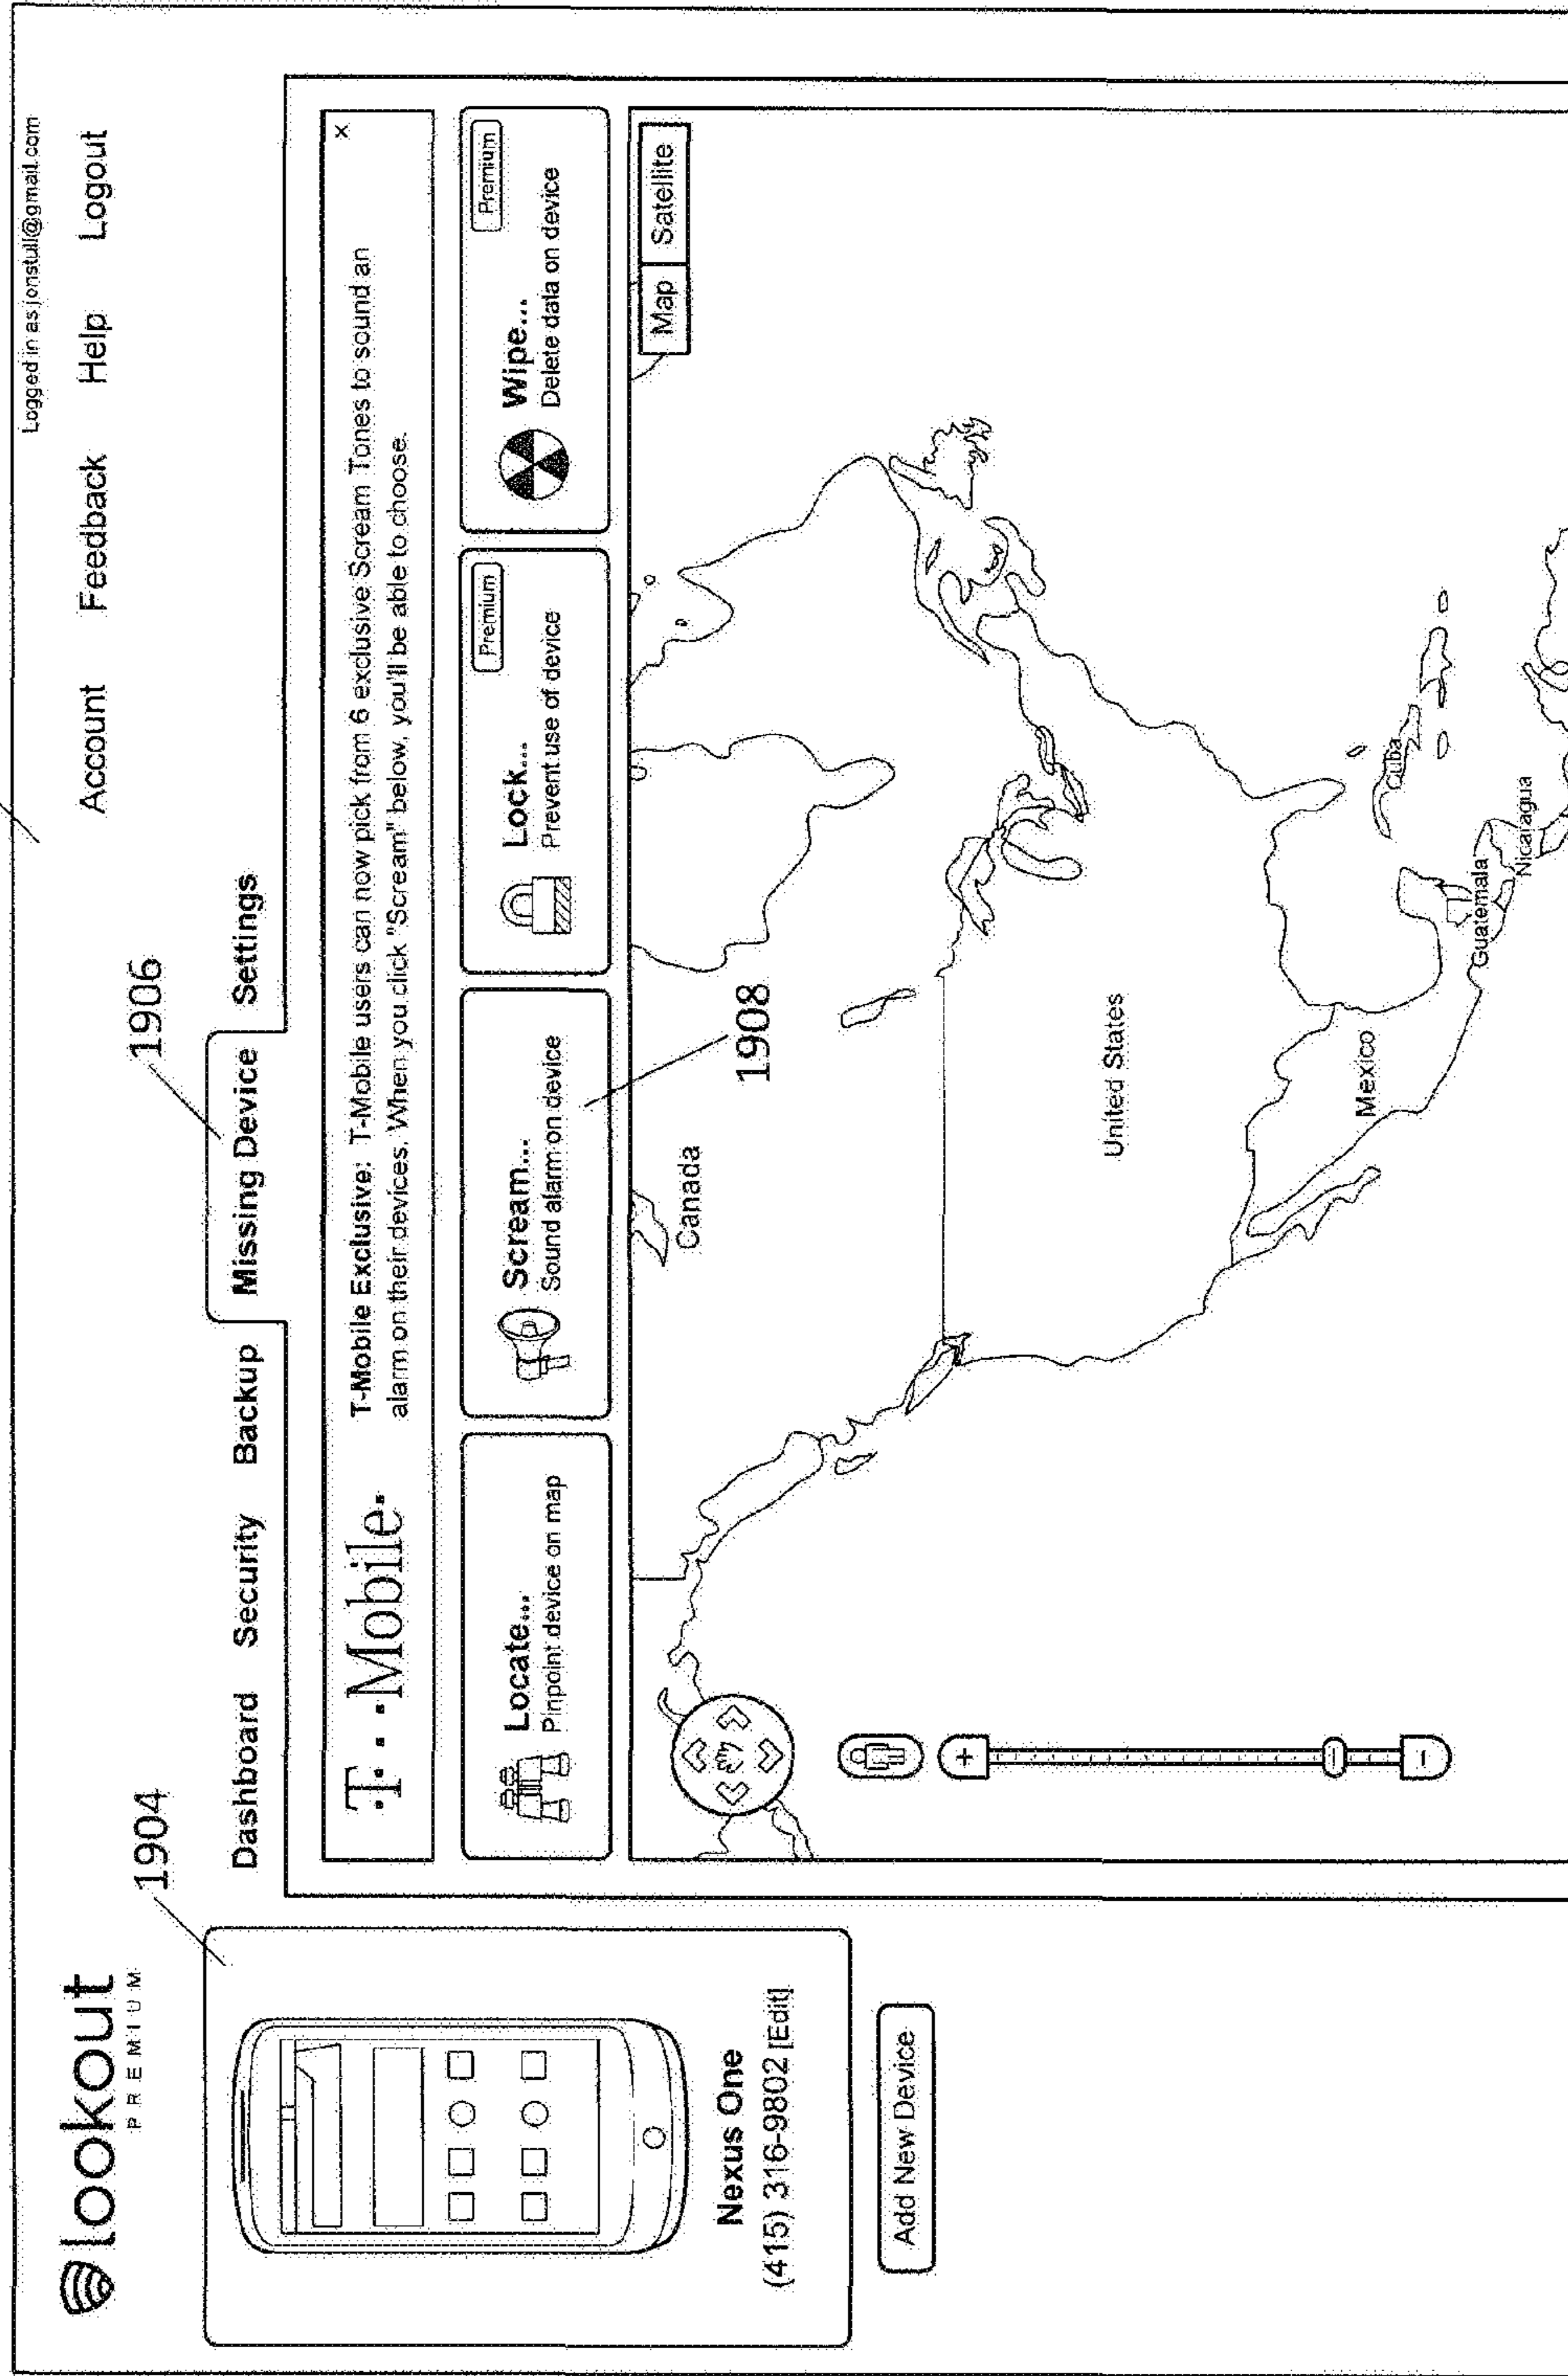 Logged in as jonstull@gmail.com
lookout
PREMIUM
Account Feedback Help Logout
1904
1906
Dashboard Security Backup Missing Device Settings
T··Mobile·
T-Mobile Exclusive: T-Mobile users can now pick from 6 exclusive Scream Tones to sound an
alarm on their devices. When you click "Scream" below, you'll be able to choose.
x
Locate...
Pinpoint device on map
Scream...
Sound alarm on device
Lock...
Prevent use of device
Premium
Wipe...
Delete data on device
Premium
1908
Map
Satellite
Canada
United States
Mexico
Cuba
Guatemala
Nicaragua
+
-
Nexus One
(415) 316-9802 [Edit]
Add New Device